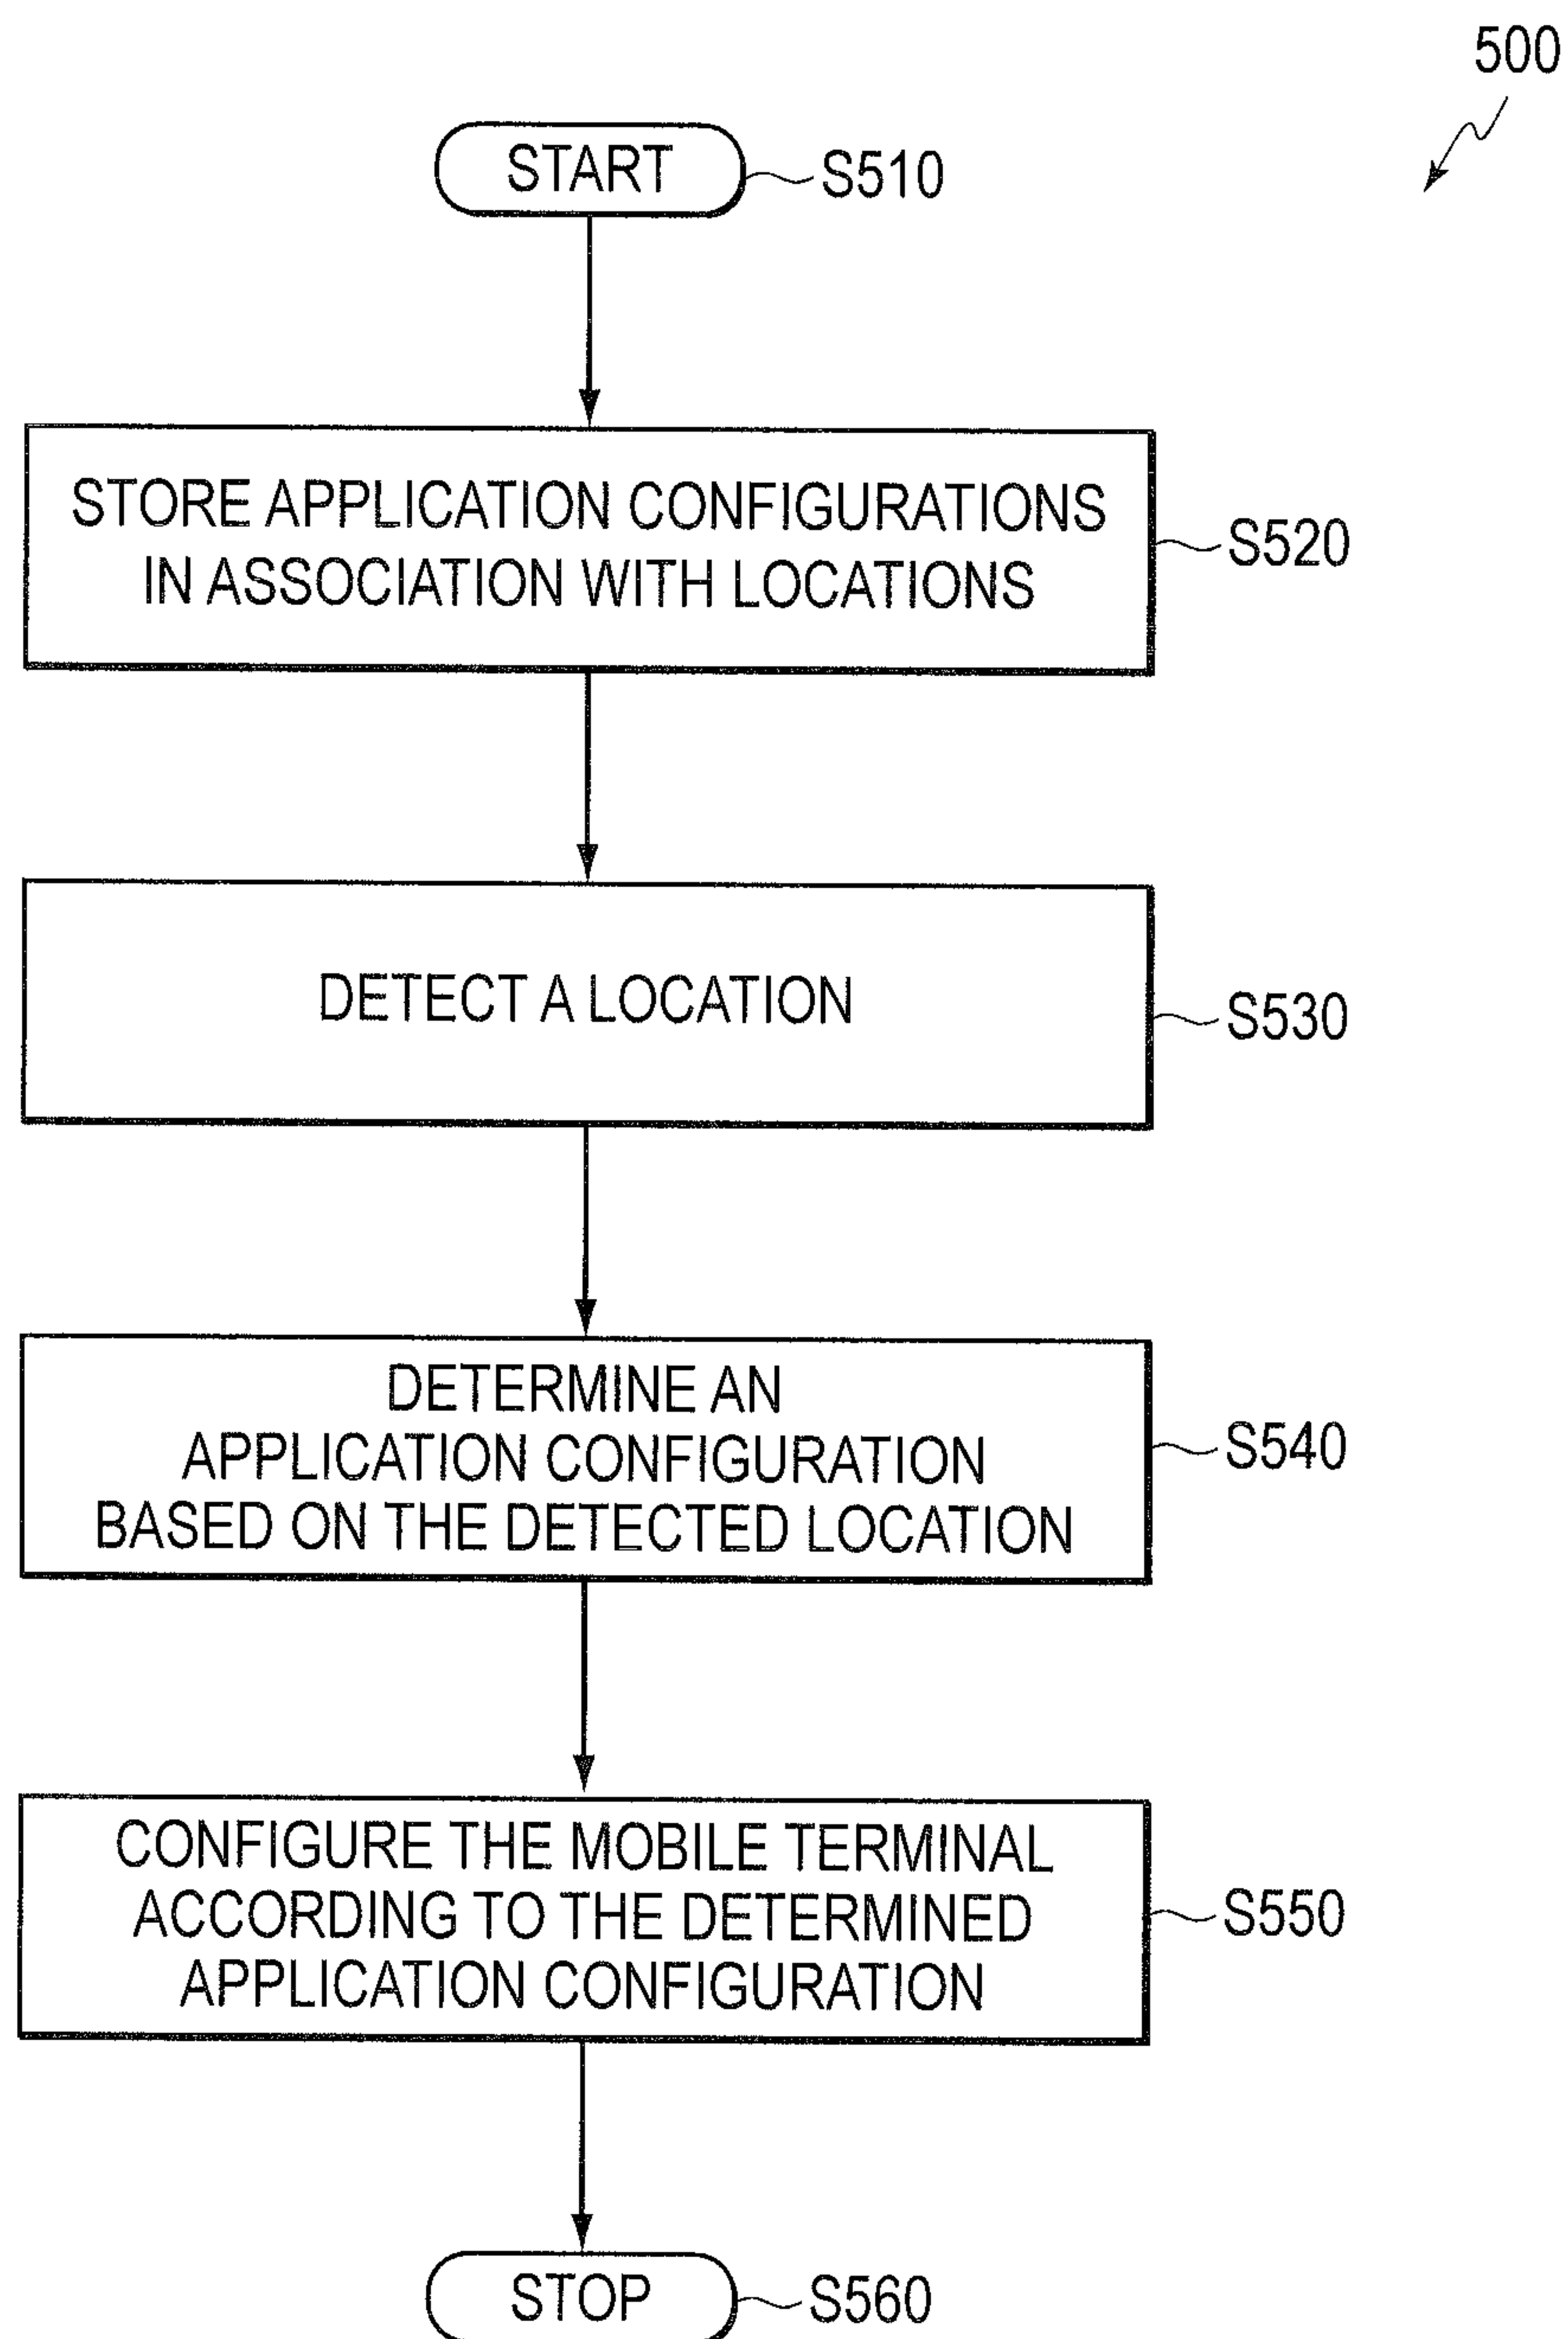 500
START
S510
STORE APPLICATION CONFIGURATIONS
IN ASSOCIATION WITH LOCATIONS
S520
DETECT A LOCATION
S530
DETERMINE AN
APPLICATION CONFIGURATION
BASED ON THE DETECTED LOCATION
S540
CONFIGURE THE MOBILE TERMINAL
ACCORDING TO THE DETERMINED
APPLICATION CONFIGURATION
S550
STOP
S560